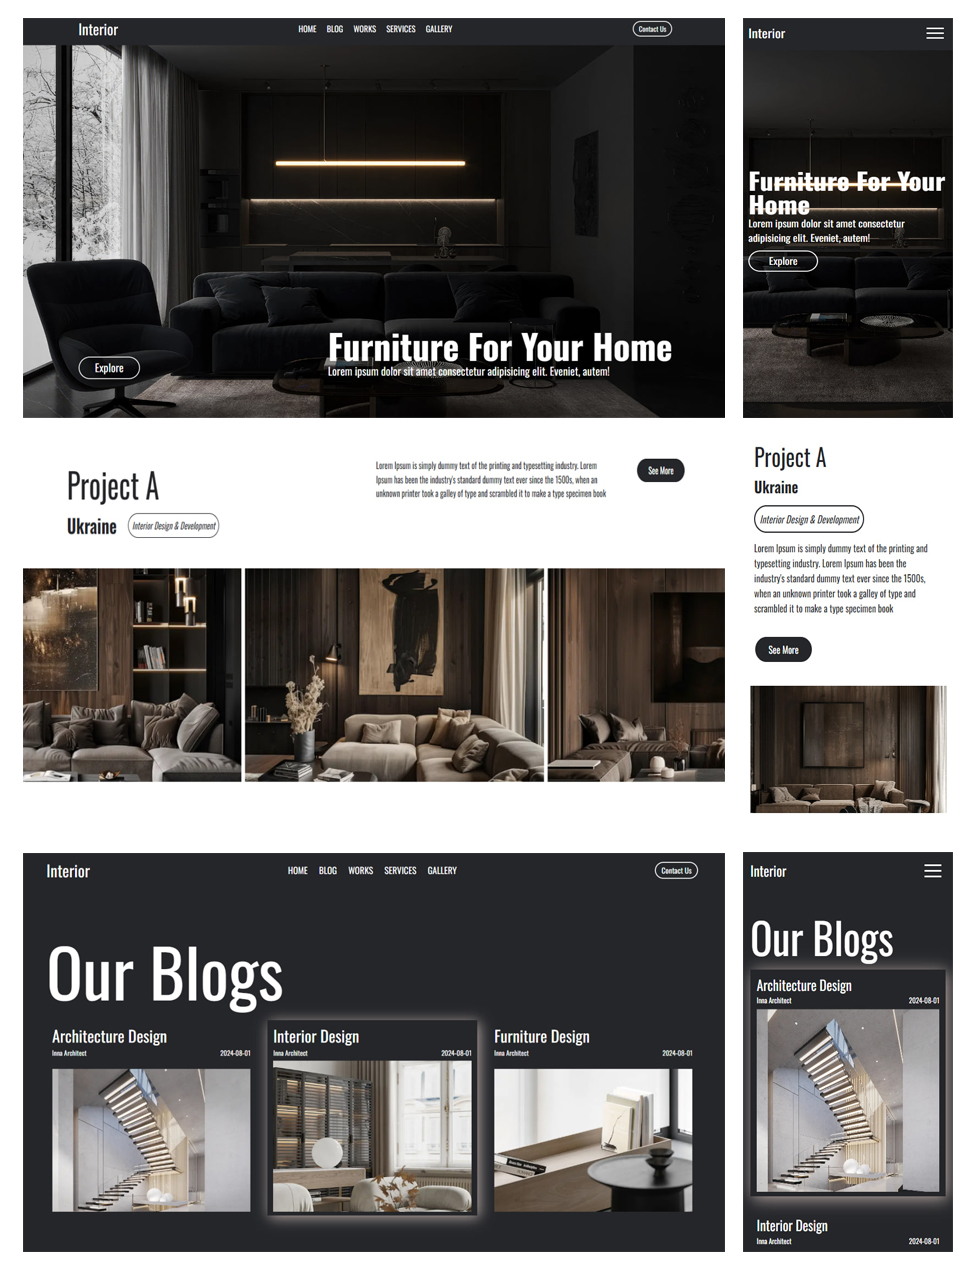 Interior
HOME BLOG WORKS SERVICES GALLERY
Contact Us
Furniture For Your Home
Lorem ipsum dolor sit amet consectetur adipisicing elit. Eveniet, autem!
Explore
Interior
Furniture For Your
Home
Lorem ipsum dolor sit amet consectetur
adipisicing elit. Eveniet, autem!
Explore
Project A
Ukraine
Interior Design & Development
Lorem Ipsum is simply dummy text of the printing and typesetting industry. Lorem
Ipsum has been the industry's standard dummy text ever since the 1500s, when an
unknown printer took a galley of type and scrambled it to make a type specimen book
See More
Project A
Ukraine
Interior Design & Development
Lorem Ipsum is simply dummy text of the printing and
typesetting industry. Lorem Ipsum has been the
industry's standard dummy text ever since the 1500s,
when an unknown printer took a galley of type and
scrambled it to make a type specimen book
See More
Interior
HOME BLOG WORKS SERVICES GALLERY
Contact Us
Our Blogs
Architecture Design
Inna Architect 2024-08-01
Interior Design
Inna Architect 2024-08-01
Furniture Design
Inna Architect 2024-08-01
Interior
Our Blogs
Architecture Design
Inna Architect 2024-08-01
Interior Design
Inna Architect 2024-08-01